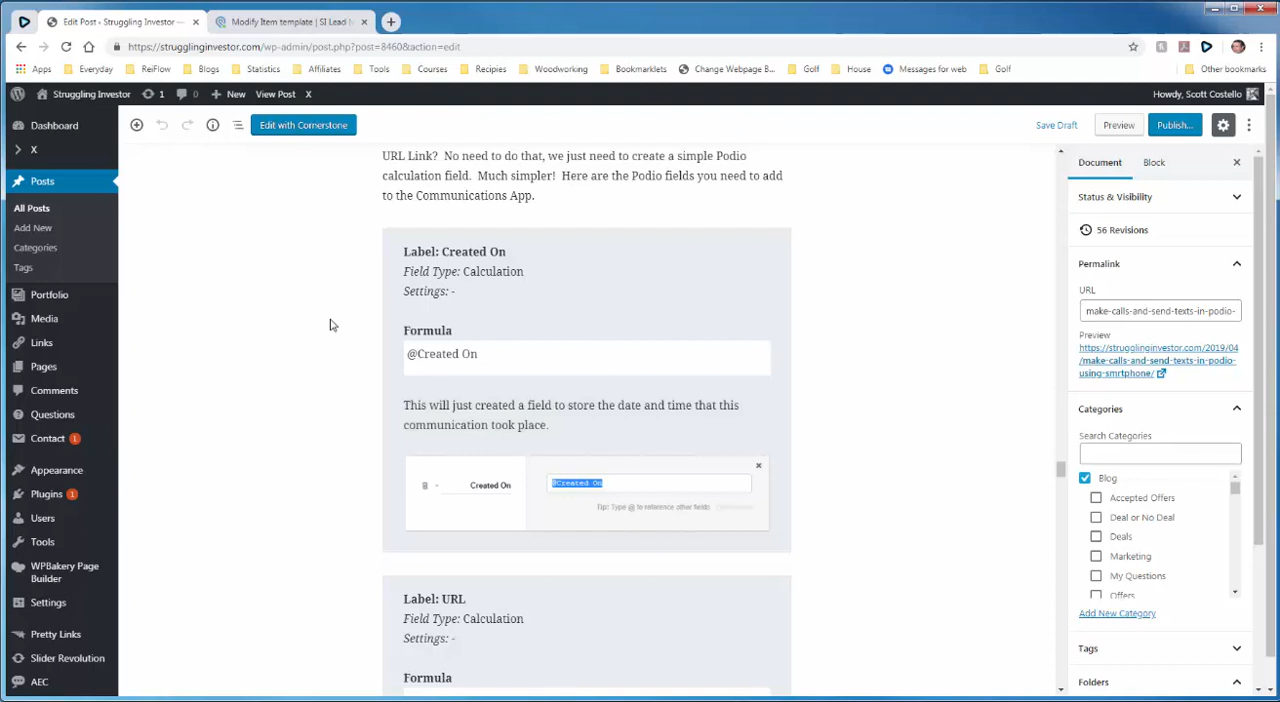 Edit Post ‹ Struggling Investor —
Modify Item template | SI Lead M
https://strugglinginvestor.com/wp-admin/post.php?post=8460&action=edit
Apps
Everyday
ReiFlow
Blogs
Statistics
Affiliates
Tools
Courses
Recipies
Woodworking
Bookmarklets
Change Webpage B...
Golf
House
Messages for web
Golf
Other bookmarks
Struggling Investor
1
0
New
View Post
X
Howdy, Scott Costello
Dashboard
X
Posts
All Posts
Add New
Categories
Tags
Portfolio
Media
Links
Pages
Comments
Questions
Contact 1
Appearance
Plugins 2
Users
Tools
WPBakery Page
Builder
Settings
Pretty Links
Slider Revolution
AEC
Edit with Cornerstone
Save Draft
Preview
Publish...
URL Link? No need to do that, we just need to create a simple Podio
calculation field. Much simpler! Here are the Podio fields you need to add
to the Communications App.
Label: Created On
Field Type: Calculation
Settings: -
Formula
@Created On
This will just created a field to store the date and time that this
communication took place.
Created On
@Created On
Tip: Type @ to reference other fields
Label: URL
Field Type: Calculation
Settings: -
Formula
Document
Block
Status & Visibility
56 Revisions
Permalink
URL
make-calls-and-send-texts-in-podio-
Preview
https://strugglinginvestor.com/2019/04
/make-calls-and-send-texts-in-podio-
using-smrtphone/
Categories
Search Categories
Blog
Accepted Offers
Deal or No Deal
Deals
Marketing
My Questions
Offers
Add New Category
Tags
Folders